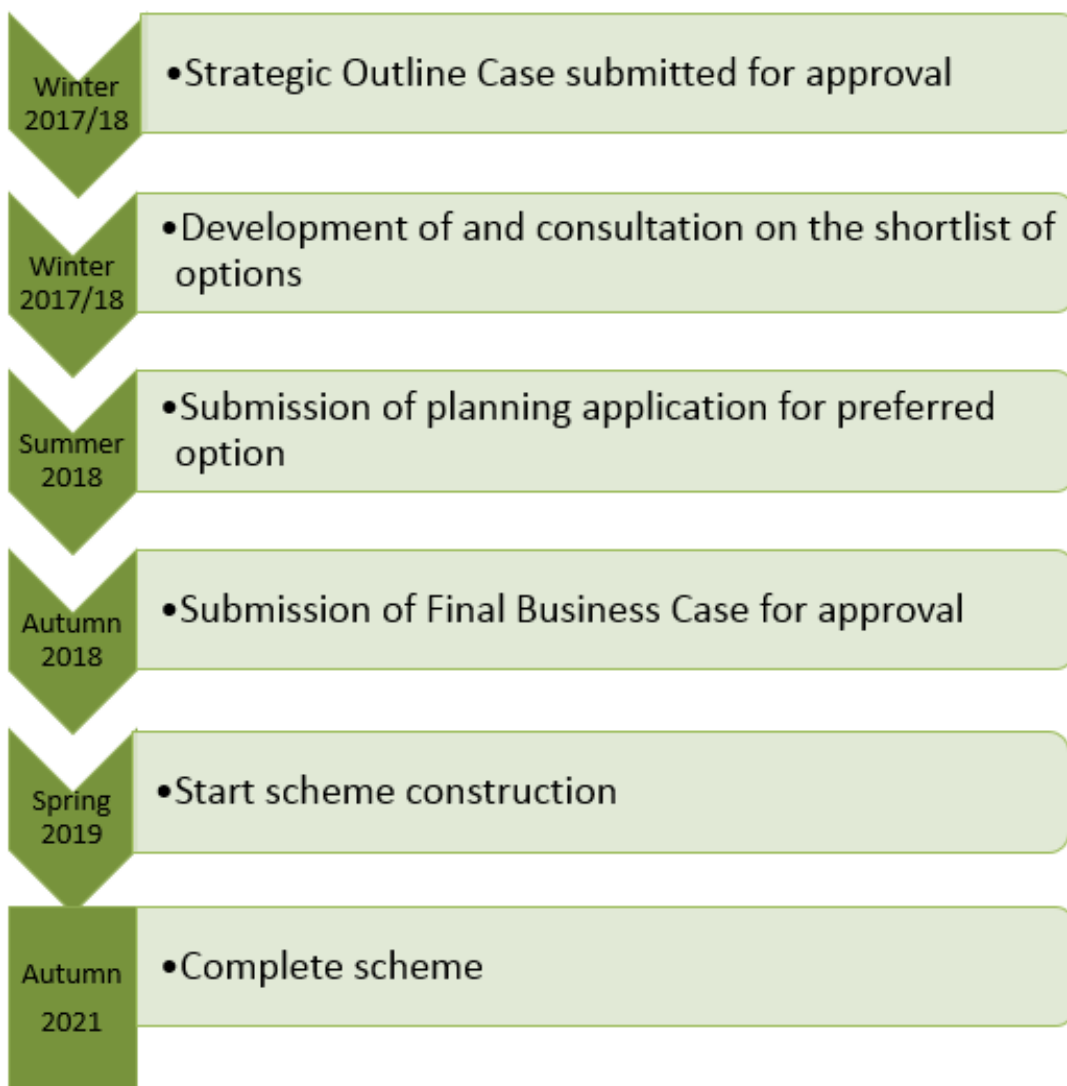 Winter
2017/18
•Strategic Outline Case submitted for approval
Winter
2017/18
•Development of and consultation on the shortlist of
options
Summer
2018
•Submission of planning application for preferred
option
Autumn
2018
•Submission of Final Business Case for approval
Spring
2019
•Start scheme construction
Autumn
2021
•Complete scheme